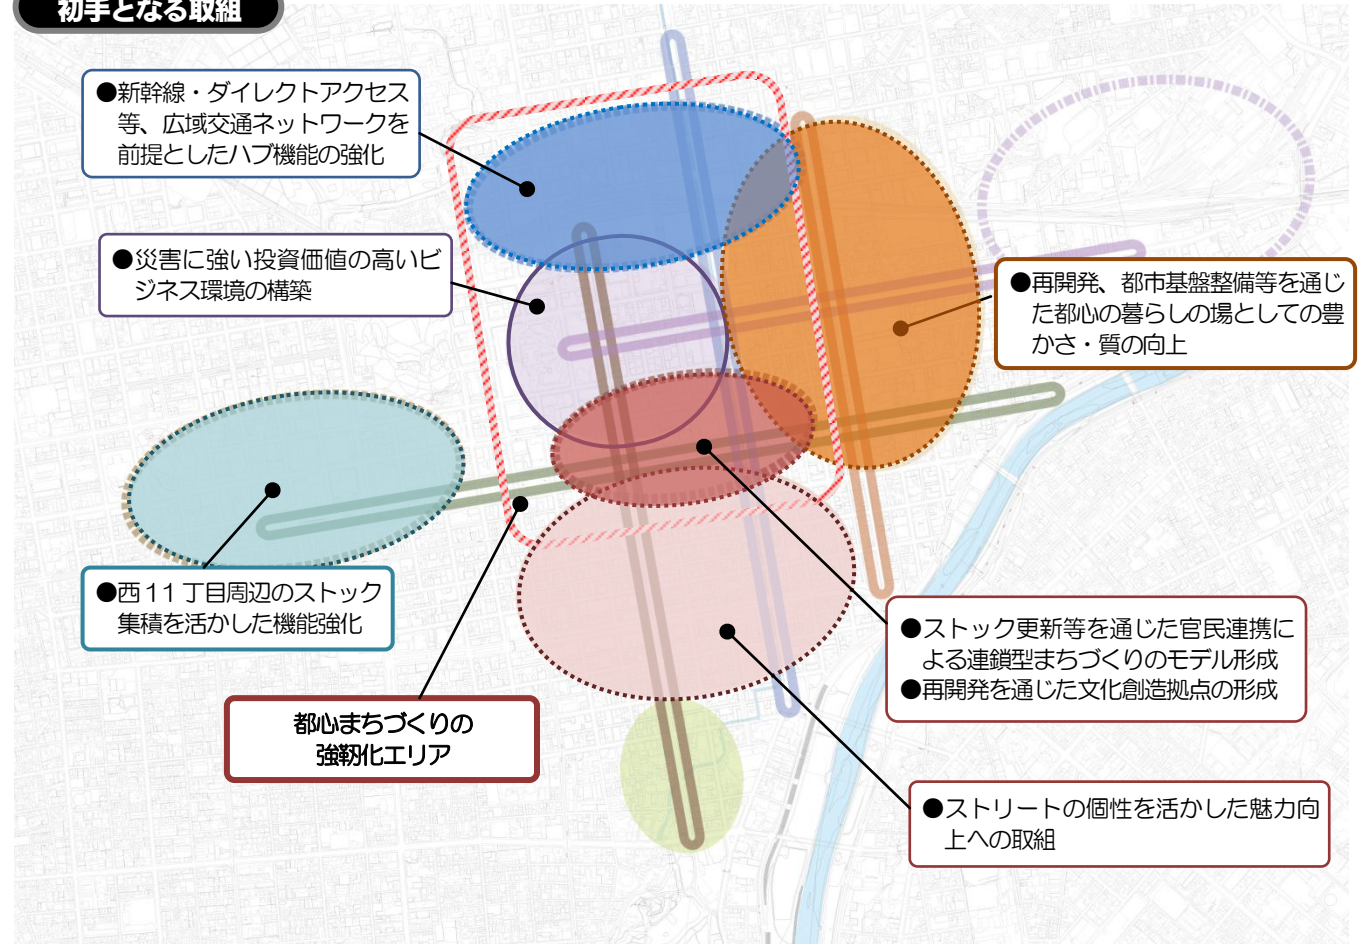 初手となる取組
●新幹線・ダイレクトアクセス
等、広域交通ネットワークを
前提としたハブ機能の強化
●災害に強い投資価値の高いビ
ジネス環境の構築
●再開発、都市基盤整備等を通じ
た都心の暮らしの場としての豊
かさ・質の向上
●西11丁目周辺のストック
集積を活かした機能強化
都心まちづくりの
強靱化エリア
●ストック更新等を通じた官民連携に
よる連鎖型まちづくりのモデル形成
●再開発を通じた文化創造拠点の形成
●ストリートの個性を活かした魅力向
上への取組